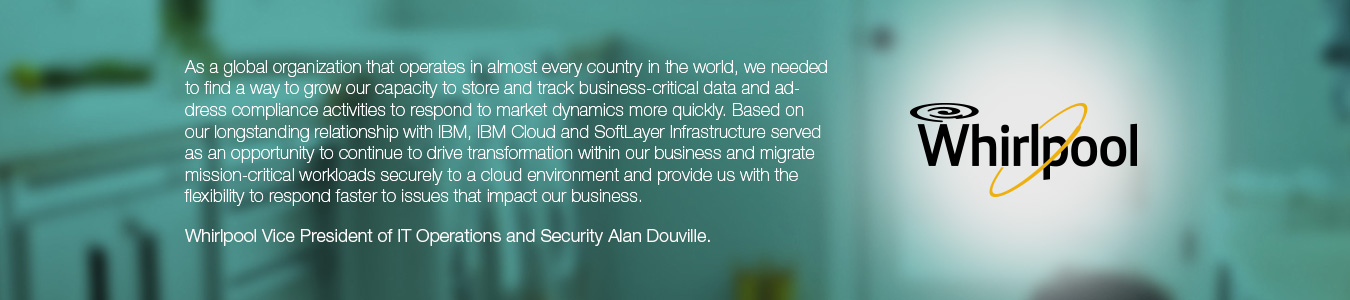 As a global organization that operates in almost every country in the world, we needed
to find a way to grow our capacity to store and track business-critical data and ad-
dress compliance activities to respond to market dynamics more quickly. Based on
our longstanding relationship with IBM, IBM Cloud and SoftLayer Infrastructure served
as an opportunity to continue to drive transformation within our business and migrate
mission-critical workloads securely to a cloud environment and provide us with the
flexibility to respond faster to issues that impact our business.
Whirlpool Vice President of IT Operations and Security Alan Douville.
Whirlpool